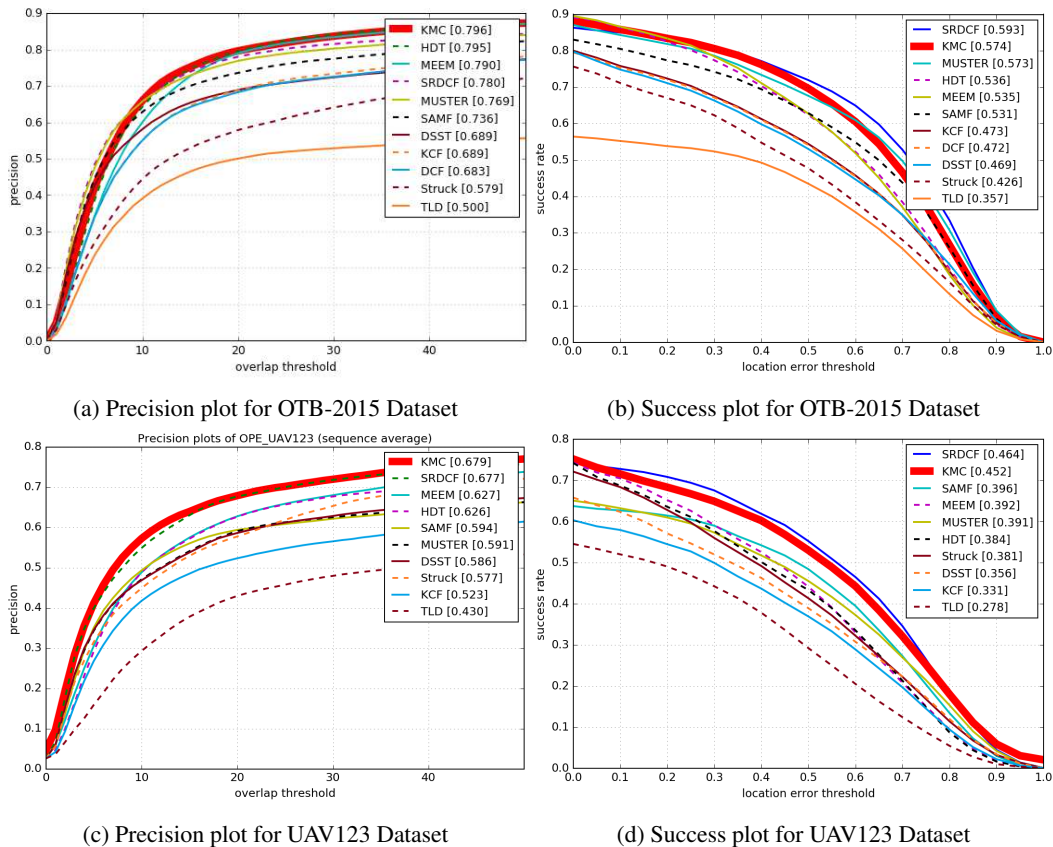 0.9
0.8
0.7
0.6
0.5
0.4
0.3
0.2
0.1
0.0
precision
0 10 20 30 40
overlap threshold
KMC [0.796]
HDT [0.795]
MEEM [0.790]
SRDCF [0.780]
MUSTER [0.769]
SAMF [0.736]
DSST [0.689]
KCF [0.689]
DCF [0.683]
Struck [0.579]
TLD [0.500]
(a) Precision plot for OTB-2015 Dataset
0.9
0.8
0.7
0.6
0.5
0.4
0.3
0.2
0.1
0.0
success rate
0.0 0.1 0.2 0.3 0.4 0.5 0.6 0.7 0.8 0.9 1.0
location error threshold
SRDCF [0.593]
KMC [0.574]
MUSTER [0.573]
HDT [0.536]
MEEM [0.535]
SAMF [0.531]
KCF [0.473]
DCF [0.472]
DSST [0.469]
Struck [0.426]
TLD [0.357]
(b) Success plot for OTB-2015 Dataset
Precision plots of OPE_UAV123 (sequence average)
0.8
0.7
0.6
0.5
0.4
0.3
0.2
0.1
0.0
precision
0 10 20 30 40
overlap threshold
KMC [0.679]
SRDCF [0.677]
MEEM [0.627]
HDT [0.626]
SAMF [0.594]
MUSTER [0.591]
DSST [0.586]
Struck [0.577]
KCF [0.523]
TLD [0.430]
(c) Precision plot for UAV123 Dataset
0.8
0.7
0.6
0.5
0.4
0.3
0.2
0.1
0.0
success rate
0.0 0.1 0.2 0.3 0.4 0.5 0.6 0.7 0.8 0.9 1.0
location error threshold
SRDCF [0.464]
KMC [0.452]
SAMF [0.396]
MEEM [0.392]
MUSTER [0.391]
HDT [0.384]
Struck [0.381]
DSST [0.356]
KCF [0.331]
TLD [0.278]
(d) Success plot for UAV123 Dataset